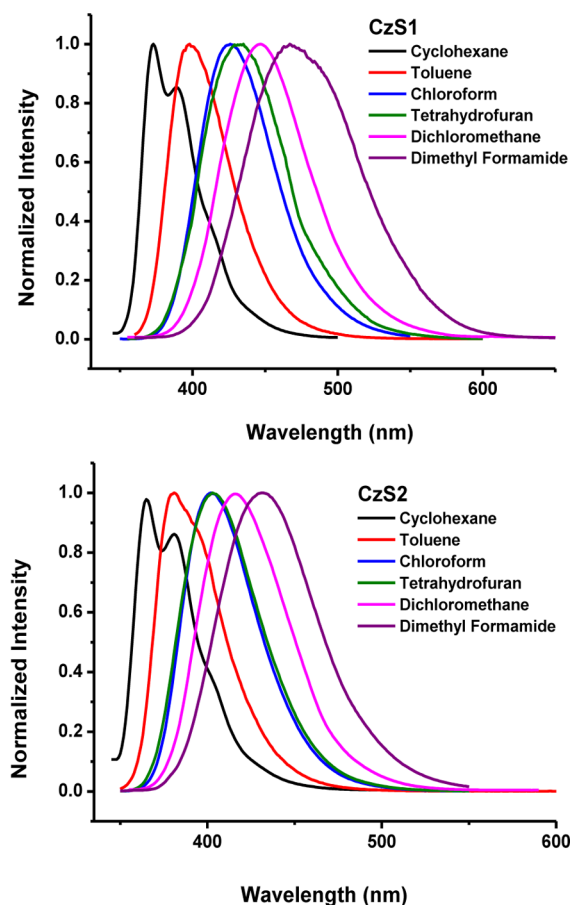 CzS1
Cyclohexane
Toluene
Chloroform
Tetrahydrofuran
Dichloromethane
Dimethyl Formamide
Normalized Intensity
1.0
0.8
0.6
0.4
0.2
0.0
400 500 600
Wavelength (nm)
CzS2
Cyclohexane
Toluene
Chloroform
Tetrahydrofuran
Dichloromethane
Dimethyl Formamide
Normalized Intensity
1.0
0.8
0.6
0.4
0.2
0.0
400 500 600
Wavelength (nm)